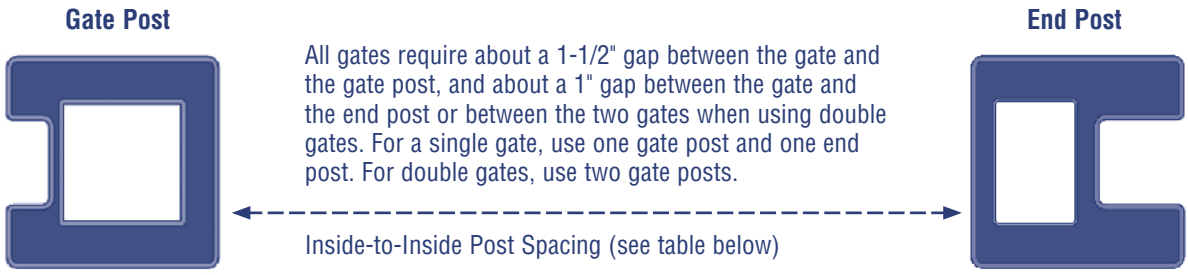 Gate Post
End Post
All gates require about a 1-1/2" gap between the gate and
the gate post, and about a 1" gap between the gate and
the end post or between the two gates when using double
gates. For a single gate, use one gate post and one end
post. For double gates, use two gate posts.
Inside-to-Inside Post Spacing (see table below)